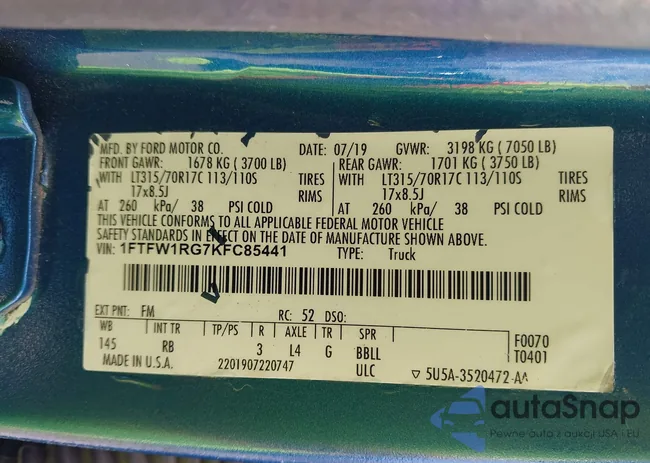 MFD. BY FORD MOTOR CO. DATE: 07/19 GVWR: 3198 KG (7050 LB)
FRONT GAWR: 1678 KG (3700 LB) REAR GAWR: 1701 KG (3750 LB)
WITH LT315/70R17C 113/110S TIRES WITH LT315/70R17C 113/110S TIRES
17x8.5J RIMS 17x8.5J RIMS
AT 260 kPa/ 38 PSI COLD AT 260 kPa/ 38 PSI COLD
THIS VEHICLE CONFORMS TO ALL APPLICABLE FEDERAL MOTOR VEHICLE
SAFETY STANDARDS IN EFFECT ON THE DATE OF MANUFACTURE SHOWN ABOVE.
VIN: 1FTFW1RG7KFC85441 TYPE: Truck
EXT PNT: FM RC: 52 DSO:
WB INT TR TP/PS R AXLE TR SPR F0070
145 RB 3 L4 G BBLL T0401
MADE IN U.S.A. 2201907220747 ULC ▽ 5U5A-3520472-AA
autaSnap
Pewne auta z aukcji USA i EU